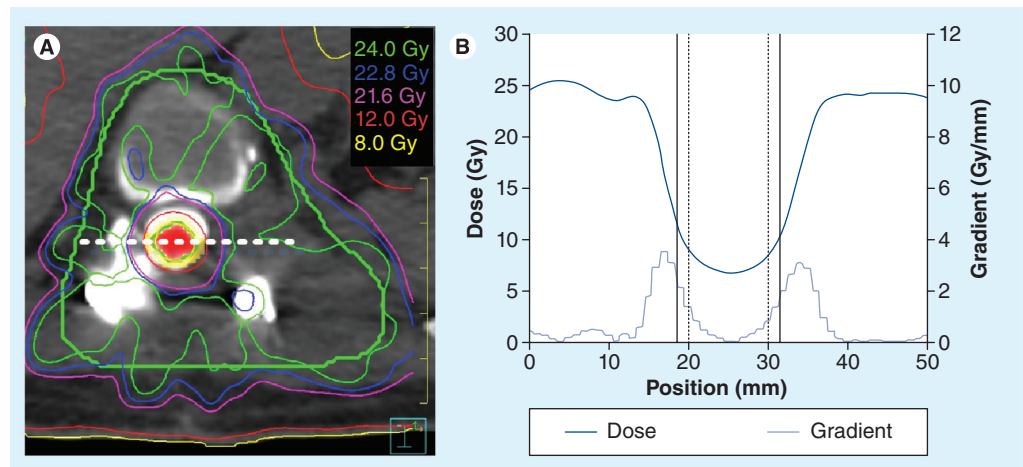 A
24.0 Gy
22.8 Gy
21.6 Gy
12.0 Gy
8.0 Gy
B
30
25
20
15
10
5
0
Dose (Gy)
12
10
8
6
4
2
0
Gradient (Gy/mm)
0 10 20 30 40 50
Position (mm)
Dose Gradient